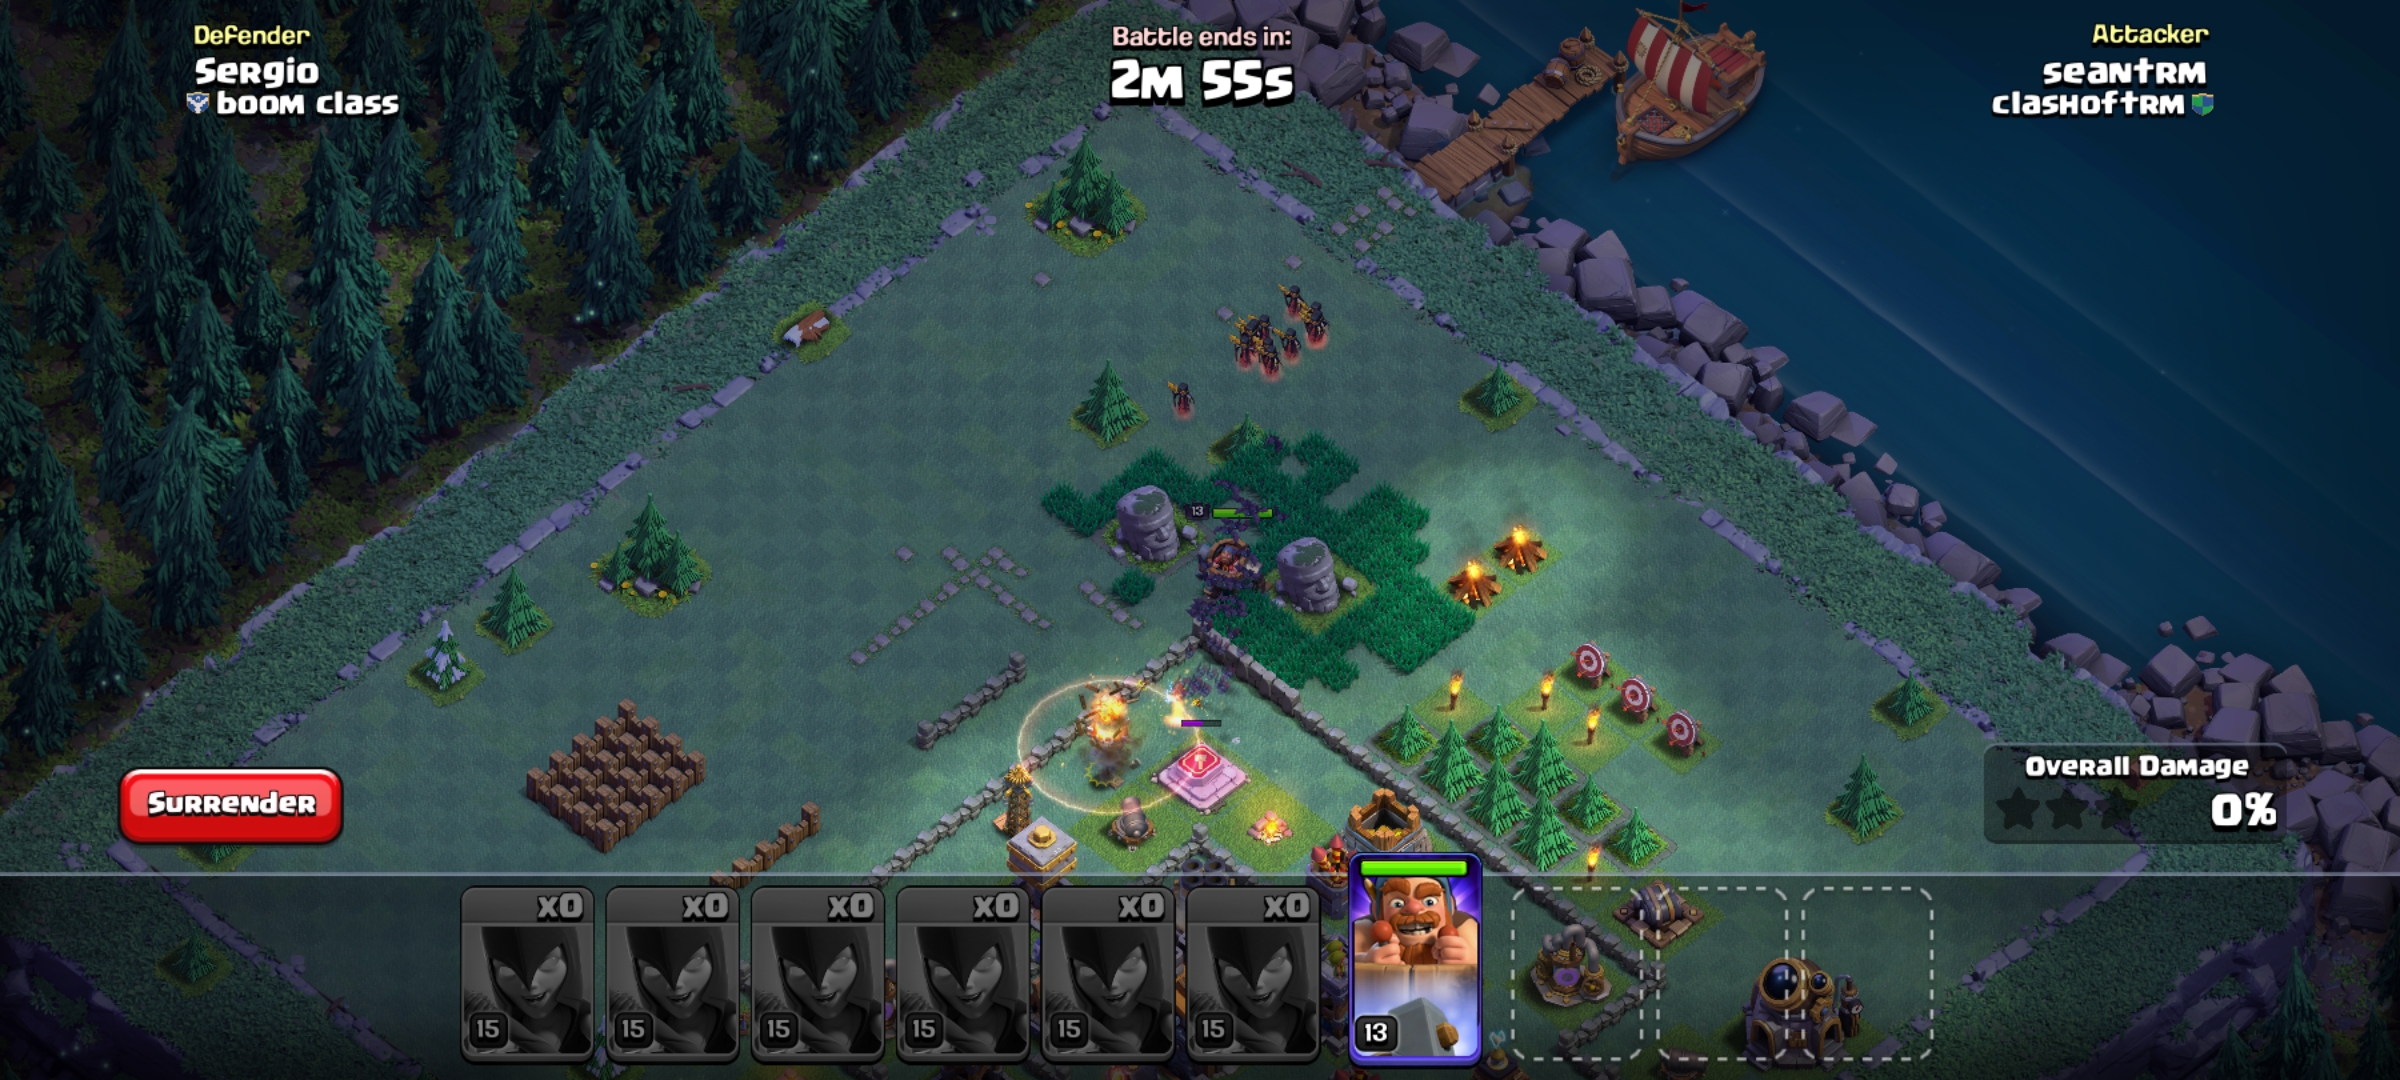 Defender
Sergio
boom class
Battle ends in:
2m 55s
Attacker
seantrm
clashoftrm
13
Surrender
Overall Damage
0%
x0
x0
x0
x0
x0
x0
15
15
15
15
15
15
13